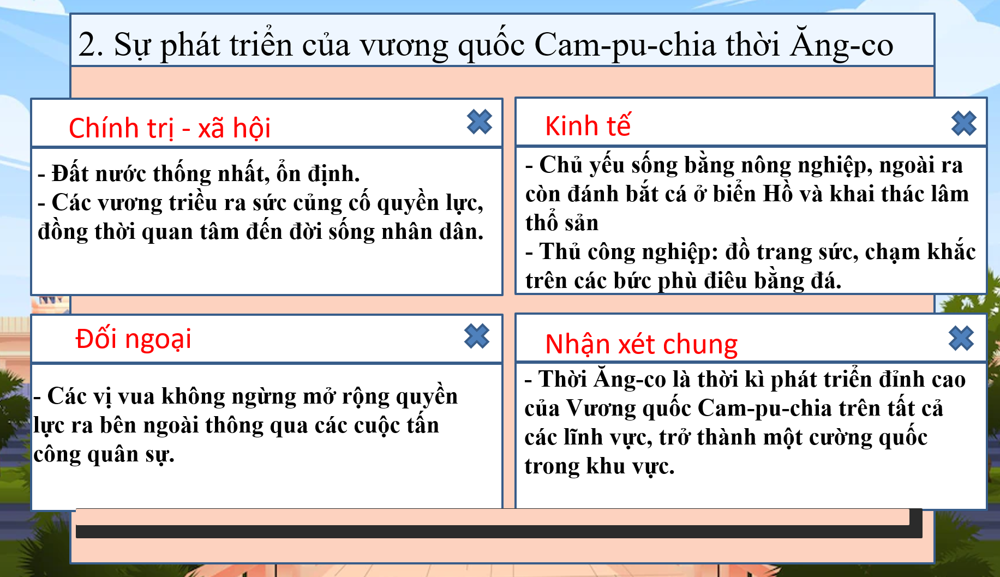 2. Sự phát triển của vương quốc Cam-pu-chia thời Ăng-co
Chính trị - xã hội
- Đất nước thống nhất, ổn định.
- Các vương triều ra sức củng cố quyền lực,
đồng thời quan tâm đến đời sống nhân dân.
Kinh tế
- Chủ yếu sống bằng nông nghiệp, ngoài ra
còn đánh bắt cá ở biển Hồ và khai thác lâm
thổ sản
- Thủ công nghiệp: đồ trang sức, chạm khắc
trên các bức phù điêu bằng đá.
Đối ngoại
- Các vị vua không ngừng mở rộng quyền
lực ra bên ngoài thông qua các cuộc tấn
công quân sự.
Nhận xét chung
- Thời Ăng-co là thời kì phát triển đỉnh cao
của Vương quốc Cam-pu-chia trên tất cả
các lĩnh vực, trở thành một cường quốc
trong khu vực.